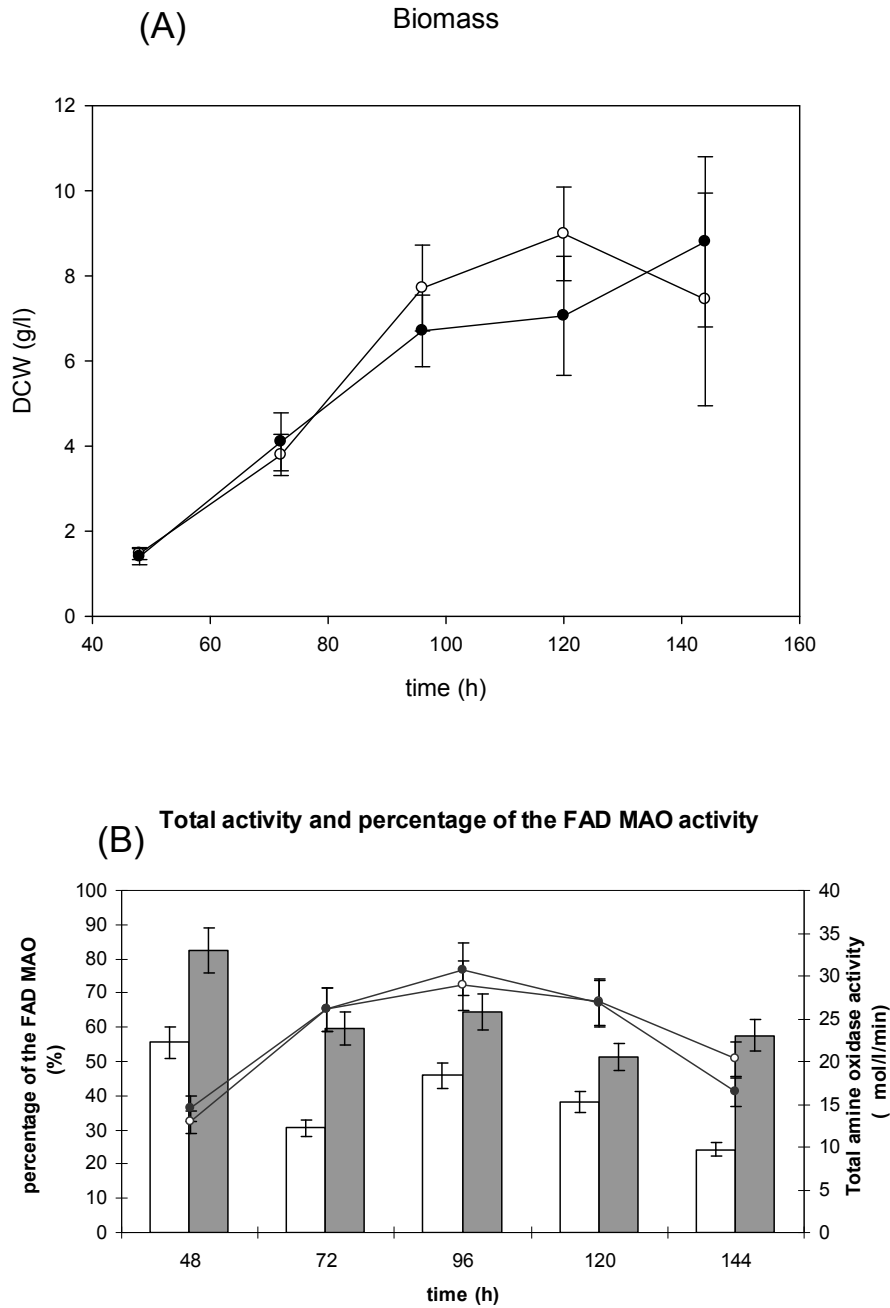 (A)
Biomass
12
10
8
6
4
2
0
DCW (g/l)
40 60 80 100 120 140 160
time (h)
Total activity and percentage of the FAD MAO activity
(B)
100
90
80
70
60
50
40
30
20
10
0
percentage of the FAD MAO
(%)
40
35
30
25
20
15
10
5
0
Total amine oxidase activity
( mol/l/min)
48 72 96 120 144
time (h)